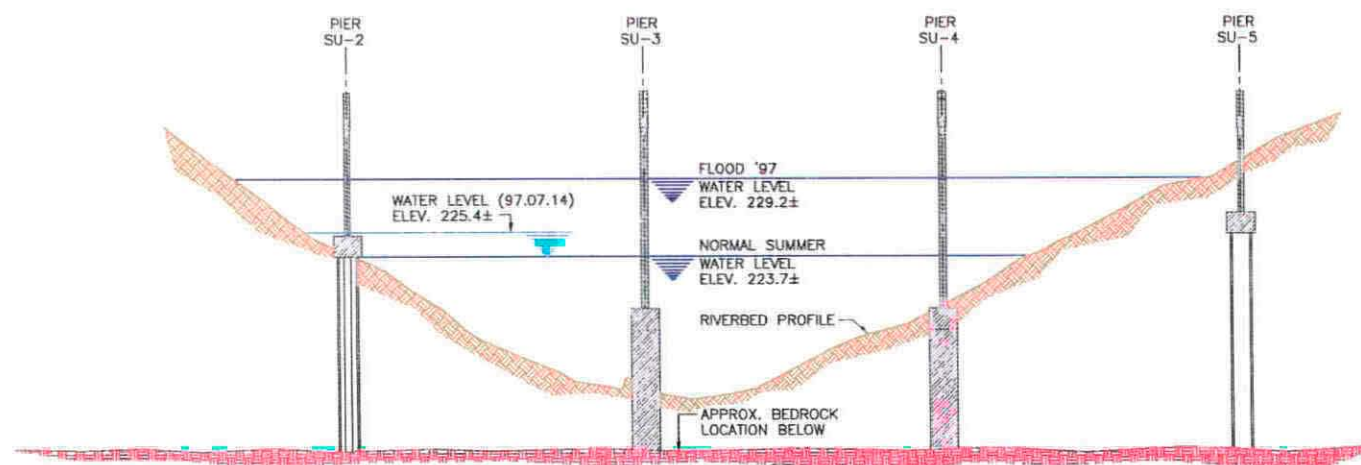 PIER
SU-2
PIER
SU-3
PIER
SU-4
PIER
SU-5
FLOOD '97
WATER LEVEL
ELEV. 229.2±
WATER LEVEL (97.07.14)
ELEV. 225.4±
NORMAL SUMMER
WATER LEVEL
ELEV. 223.7±
RIVERBED PROFILE
APPROX. BEDROCK
LOCATION BELOW